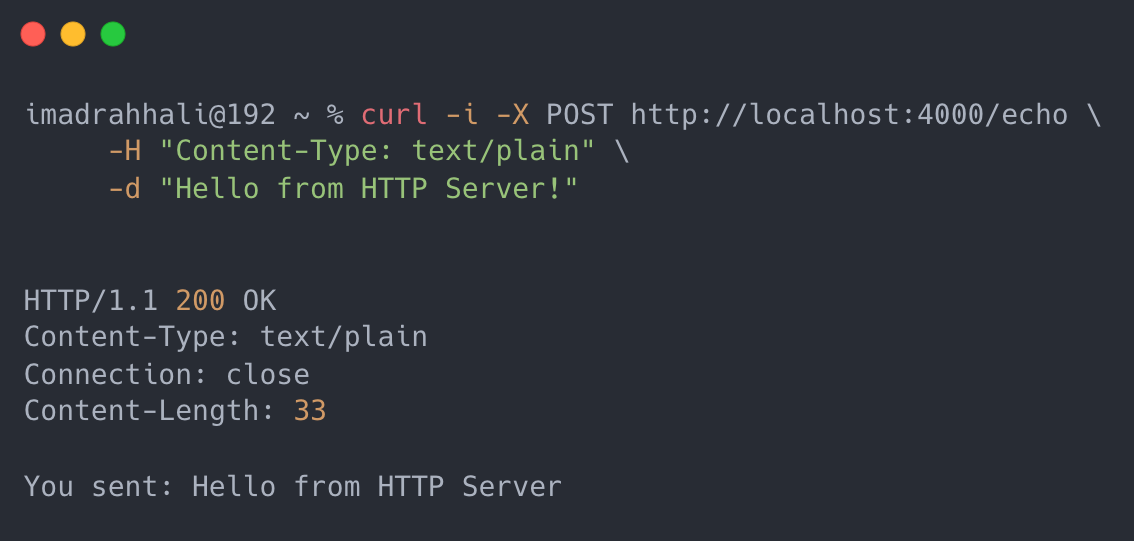 imadrahhali@192 ~ % curl -i -X POST http://localhost:4000/echo \
-H "Content-Type: text/plain" \
-d "Hello from HTTP Server!"
HTTP/1.1 200 OK
Content-Type: text/plain
Connection: close
Content-Length: 33
You sent: Hello from HTTP Server